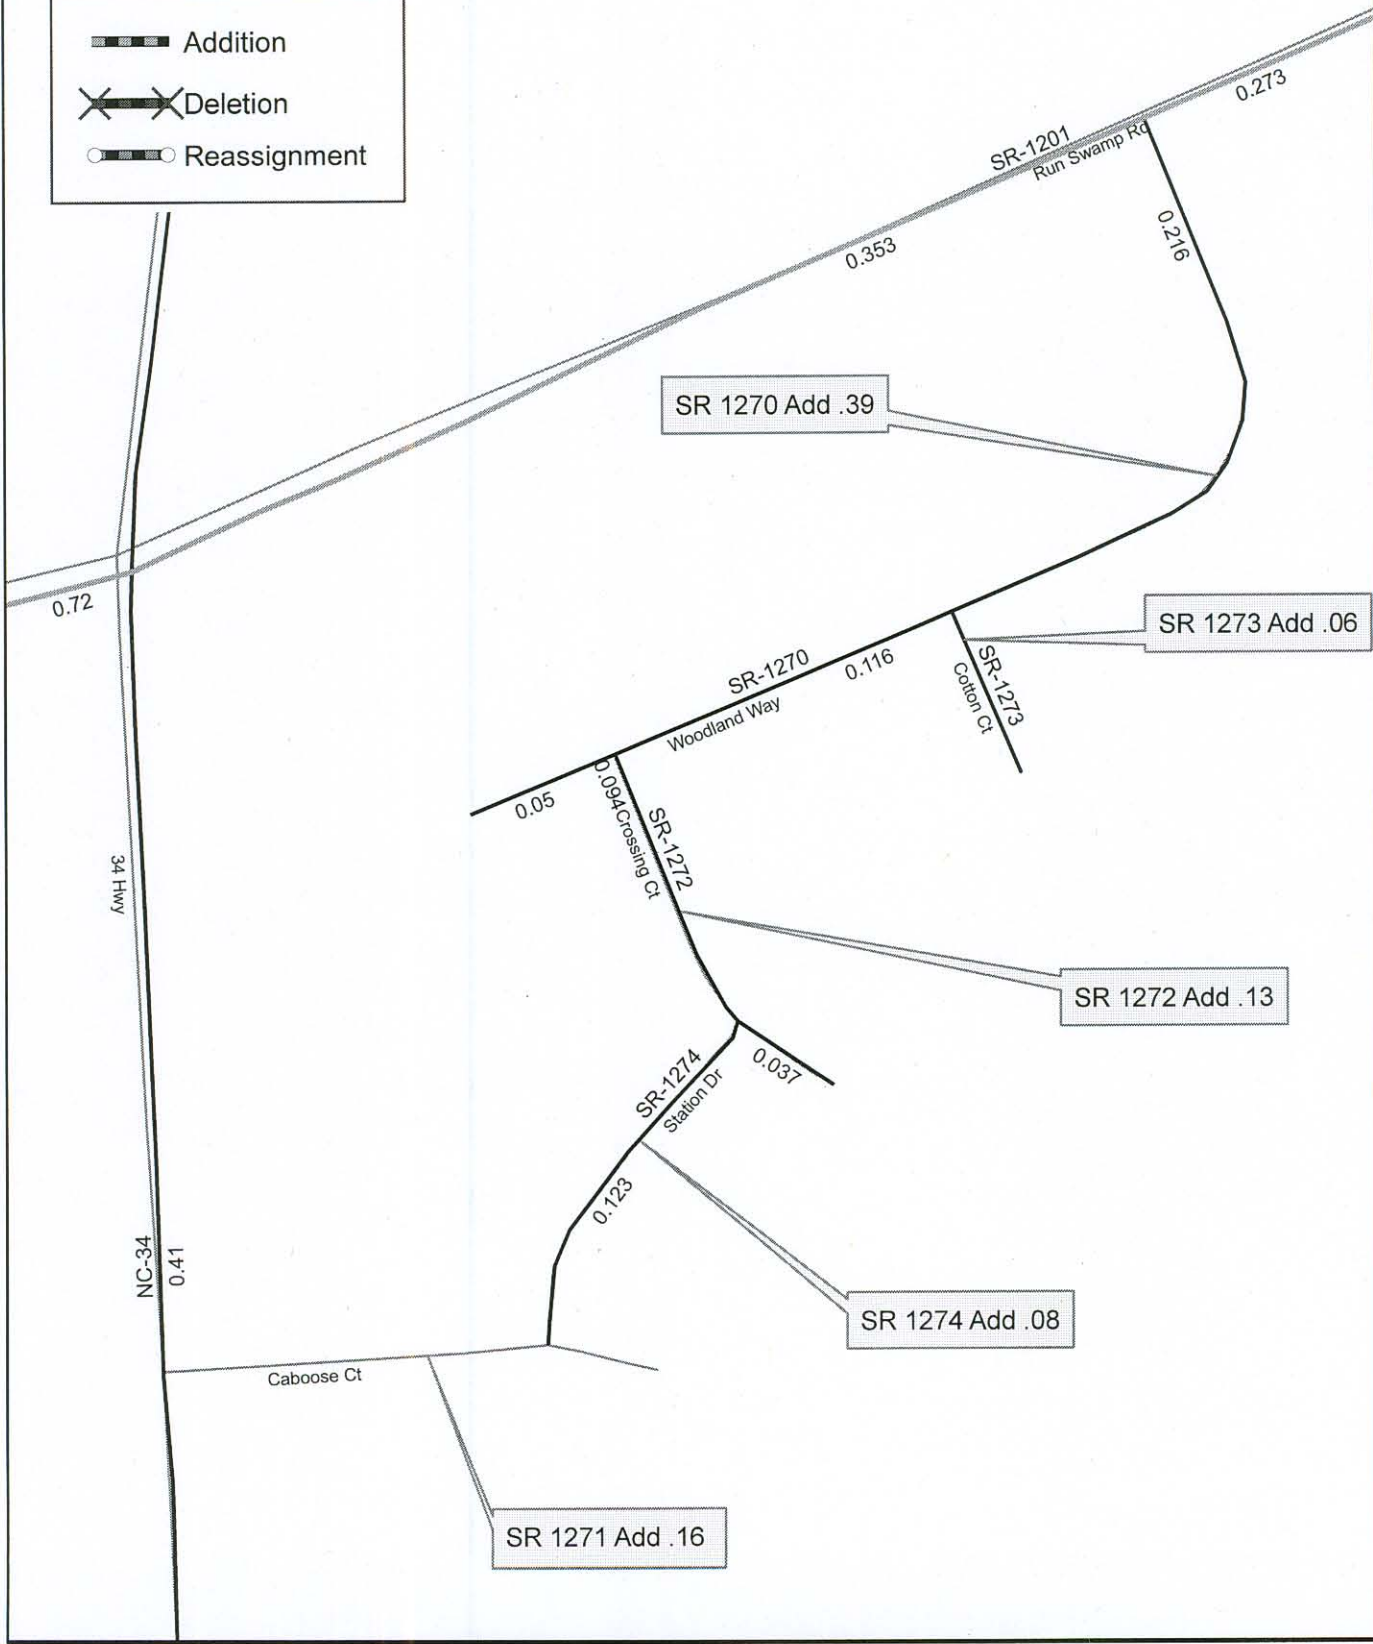 Addition
Deletion
Reassignment
0.273
SR-1201
Run Swamp Rd
0.353
0.216
SR 1270 Add .39
0.72
SR 1273 Add .06
SR-1270
0.116
Woodland Way
SR-1273
Cotton Ct
0.05
0.094
Crossing Ct
SR-1272
34 Hwy
SR 1272 Add .13
SR-1274
Station Dr
0.037
0.123
NC-34
0.41
SR 1274 Add .08
Caboose Ct
SR 1271 Add .16